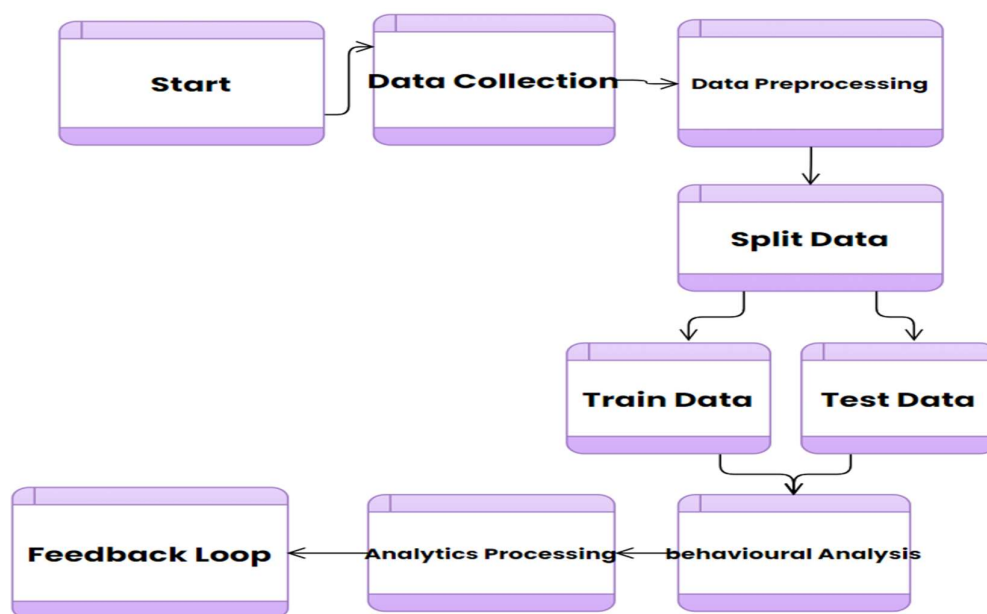 Start
Data Collection
Data Preprocessing
Split Data
Train Data
Test Data
behavioural Analysis
Analytics Processing
Feedback Loop